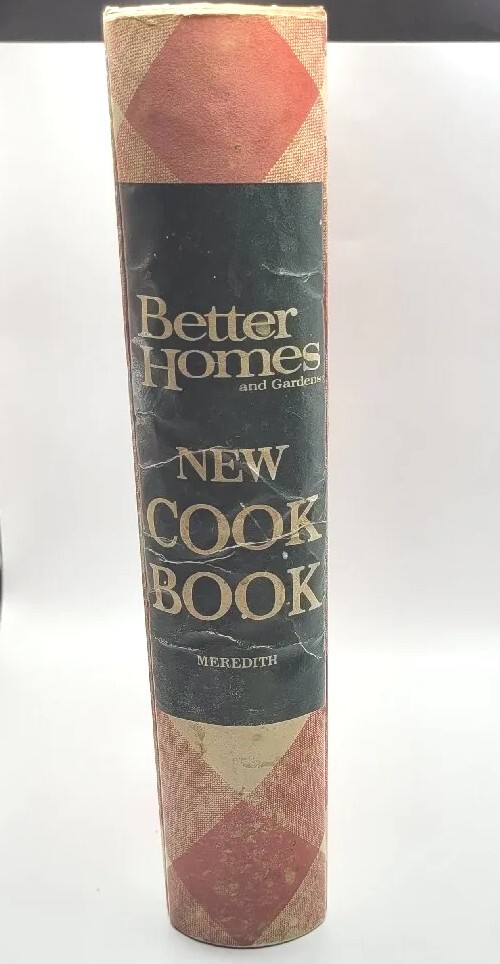 Better
Homes
and Gardens
NEW
COOK
BOOK
MEREDITH